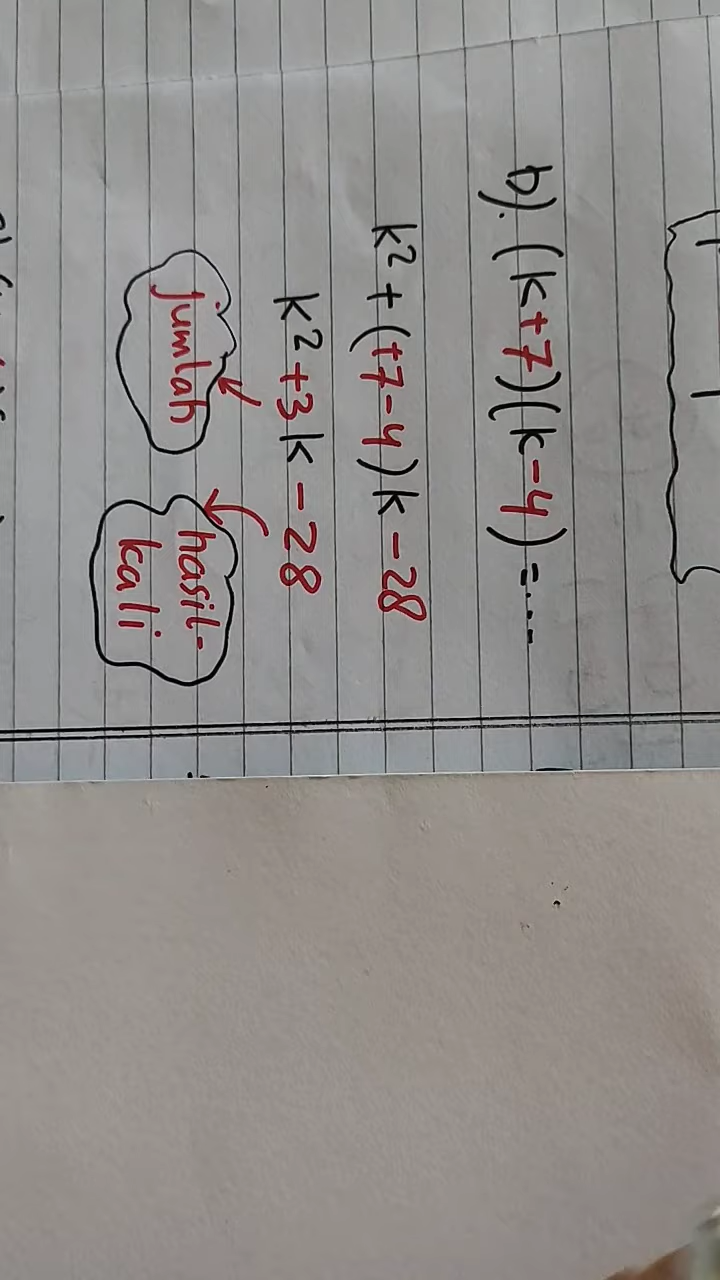 b). (k+7)(k-4) = ...
k² + (+7-4)k - 28
k² + 3k - 28
jumlah
hasil-
kali